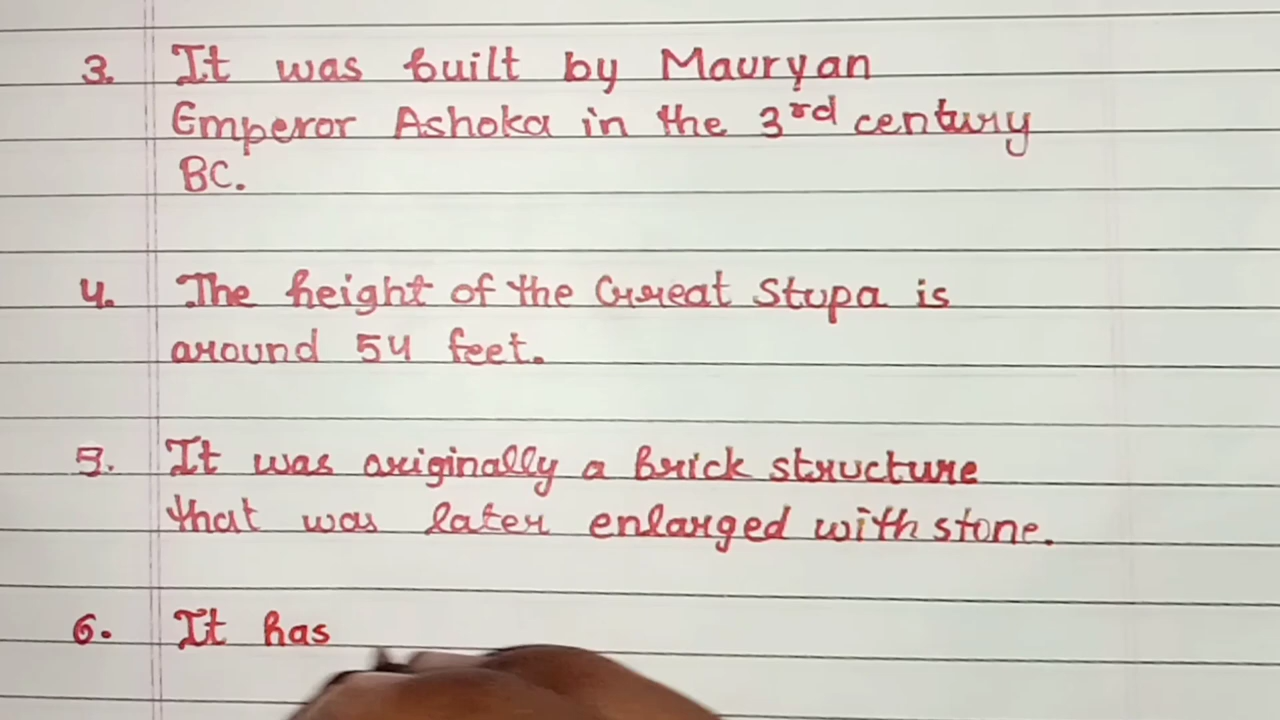 3. It was built by Mauryan
Emperor Ashoka in the 3rd century
BC.
4. The height of the Great Stupa is
around 54 feet.
5. It was originally a Brick structure
that was later enlarged with stone.
6. It has